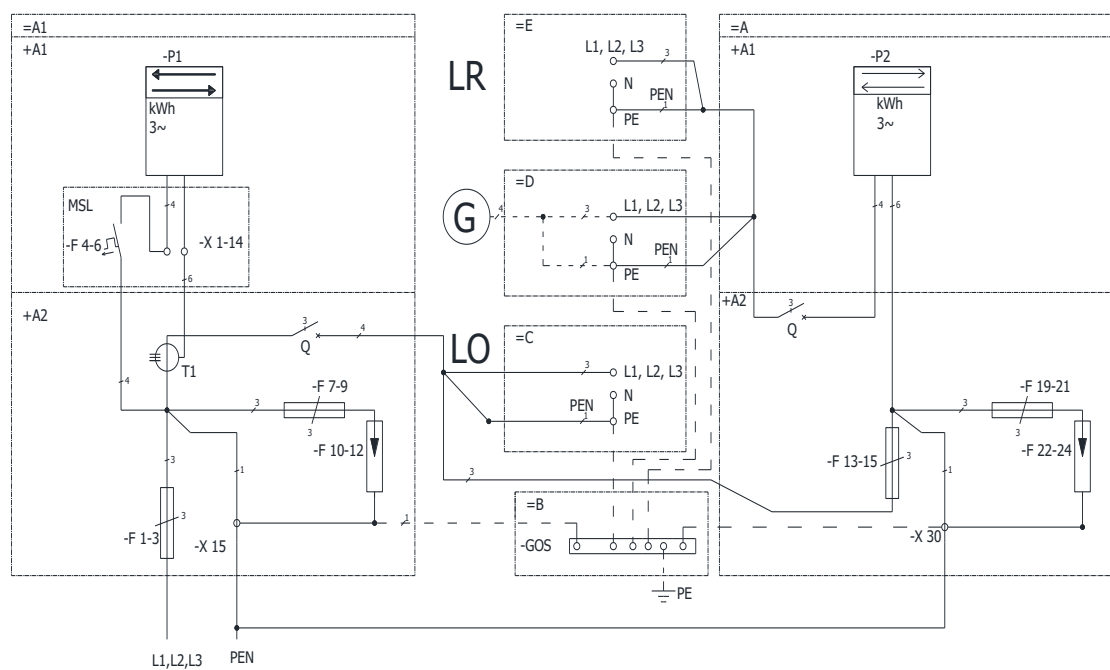 =A1
+A1
-P1
kWh
3~
MSL
4
-F 4-6
-X 1-14
6
+A2
3
Q
4
T1
4
-F 7-9
3
3
-F 10-12
3
1
3
-F 1-3
-X 15
1
L1,L2,L3
PEN
=E
L1, L2, L3
3
LR
N
PEN
1
PE
=D
G
4
3
L1, L2, L3
N
PEN
1
1
PE
LO
=C
3
L1, L2, L3
N
PEN
1
PE
3
=B
-GOS
PE
=A
+A1
-P2
kWh
3~
4
6
+A2
3
Q
-F 19-21
3
3
-F 13-15
3
-F 22-24
1
-X 30